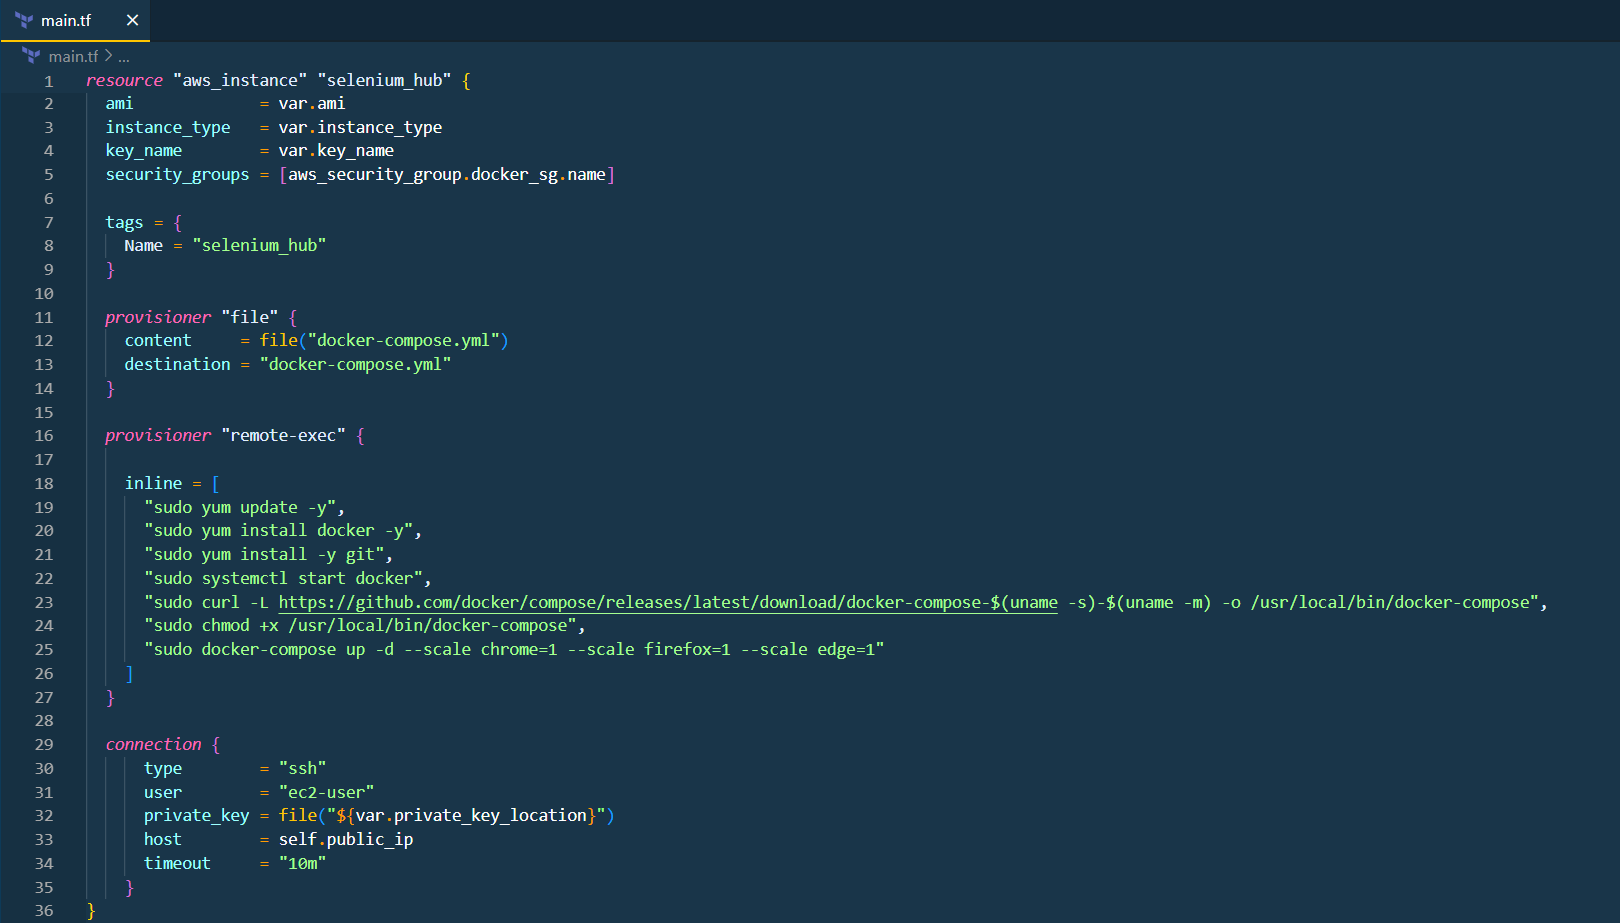 main.tf ×
main.tf > ...
1 resource "aws_instance" "selenium_hub" {
2   ami             = var.ami
3   instance_type   = var.instance_type
4   key_name        = var.key_name
5   security_groups = [aws_security_group.docker_sg.name]
6
7   tags = {
8     Name = "selenium_hub"
9   }
10
11   provisioner "file" {
12     content     = file("docker-compose.yml")
13     destination = "docker-compose.yml"
14   }
15
16   provisioner "remote-exec" {
17
18     inline = [
19       "sudo yum update -y",
20       "sudo yum install docker -y",
21       "sudo yum install -y git",
22       "sudo systemctl start docker",
23       "sudo curl -L https://github.com/docker/compose/releases/latest/download/docker-compose-$(uname -s)-$(uname -m) -o /usr/local/bin/docker-compose",
24       "sudo chmod +x /usr/local/bin/docker-compose",
25       "sudo docker-compose up -d --scale chrome=1 --scale firefox=1 --scale edge=1"
26     ]
27   }
28
29   connection {
30       type        = "ssh"
31       user        = "ec2-user"
32       private_key = file("${var.private_key_location}")
33       host        = self.public_ip
34       timeout     = "10m"
35     }
36 }